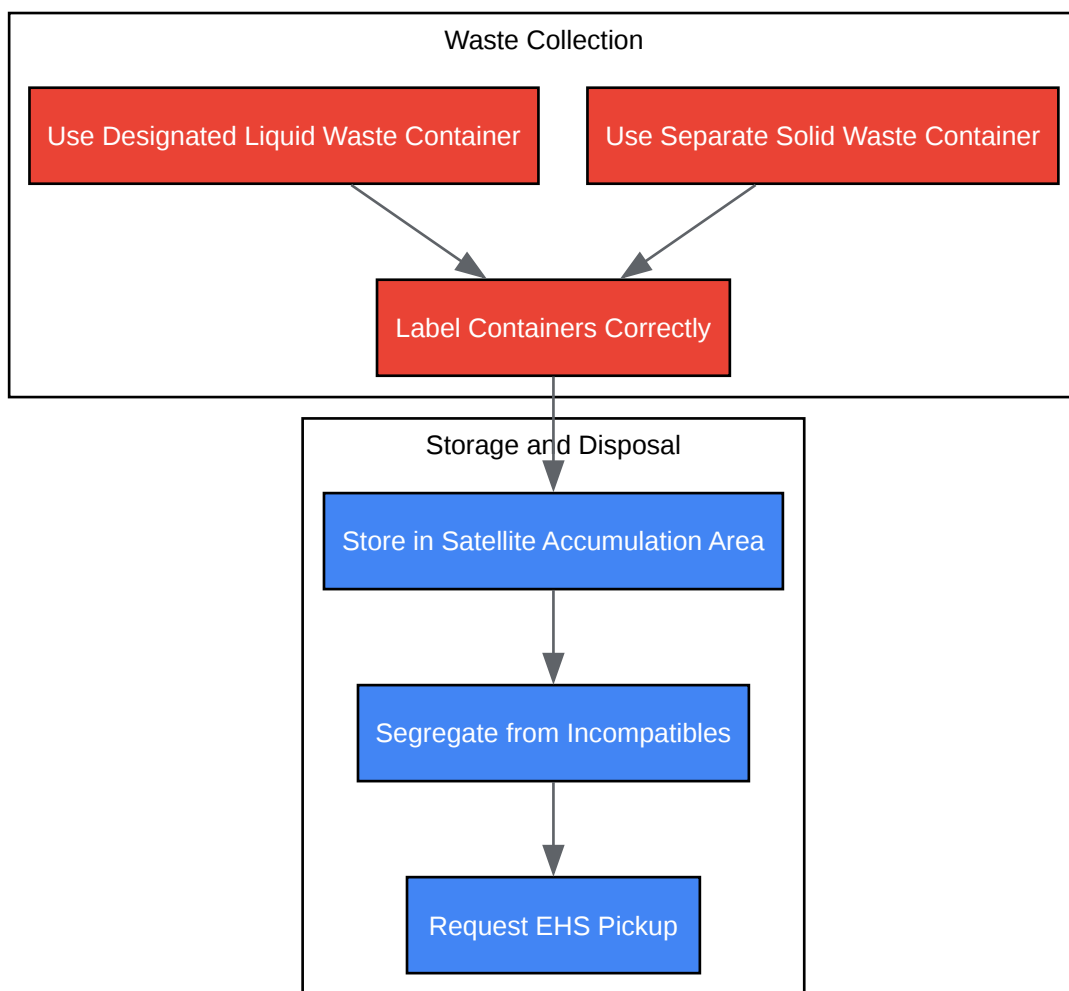 Waste Collection
Use Designated Liquid Waste Container
Use Separate Solid Waste Container
Label Containers Correctly
Storage and Disposal
Store in Satellite Accumulation Area
Segregate from Incompatibles
Request EHS Pickup